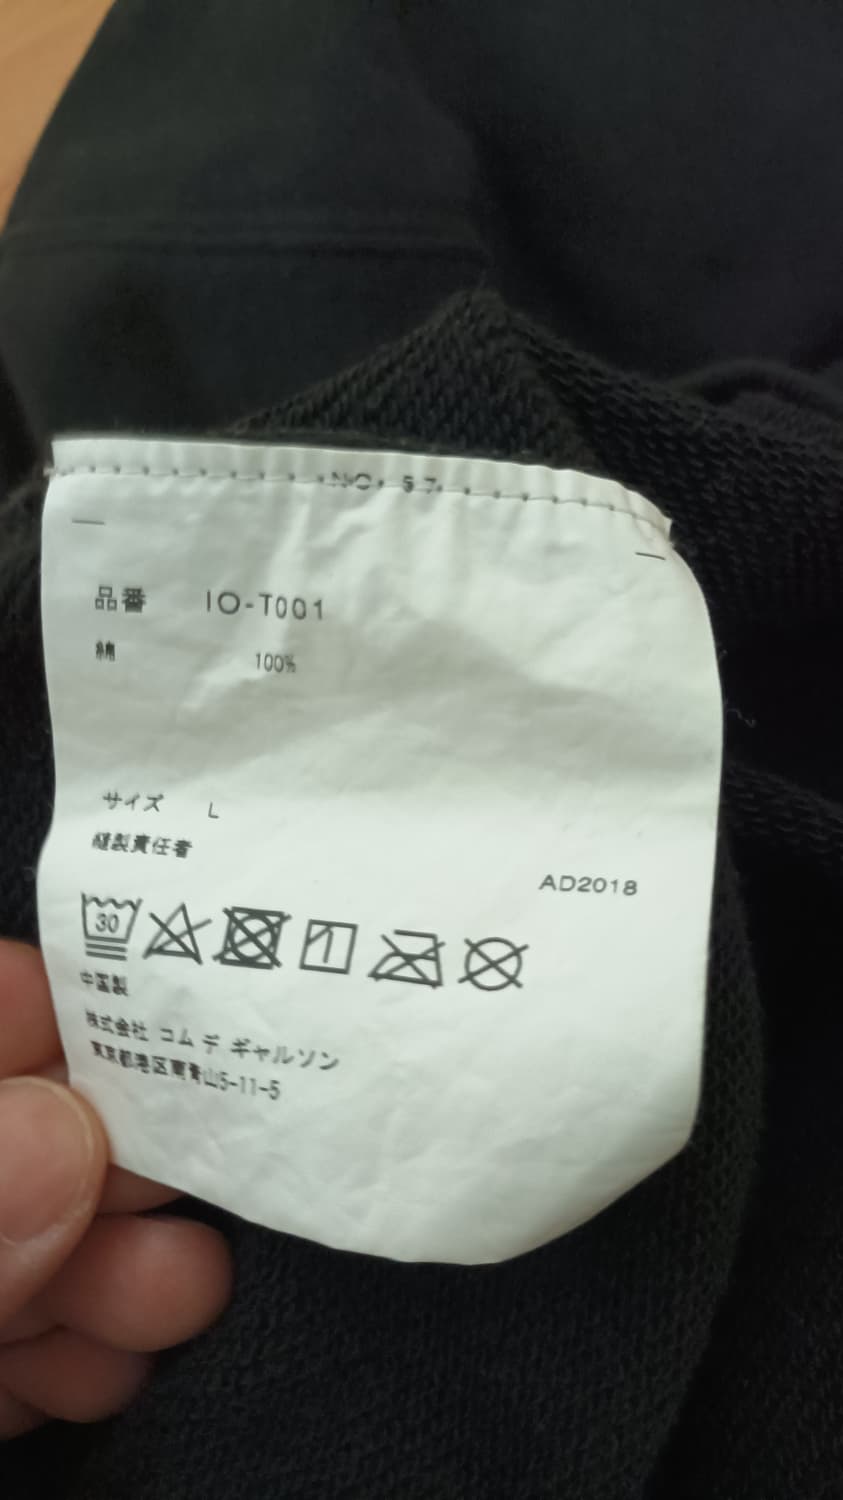 NO. 57
品番 IO-T001
綿 100%
サイズ L
縫製責任者
AD2018
30
中国製
株式会社 コム デ ギャルソン
東京都港区南青山5-11-5